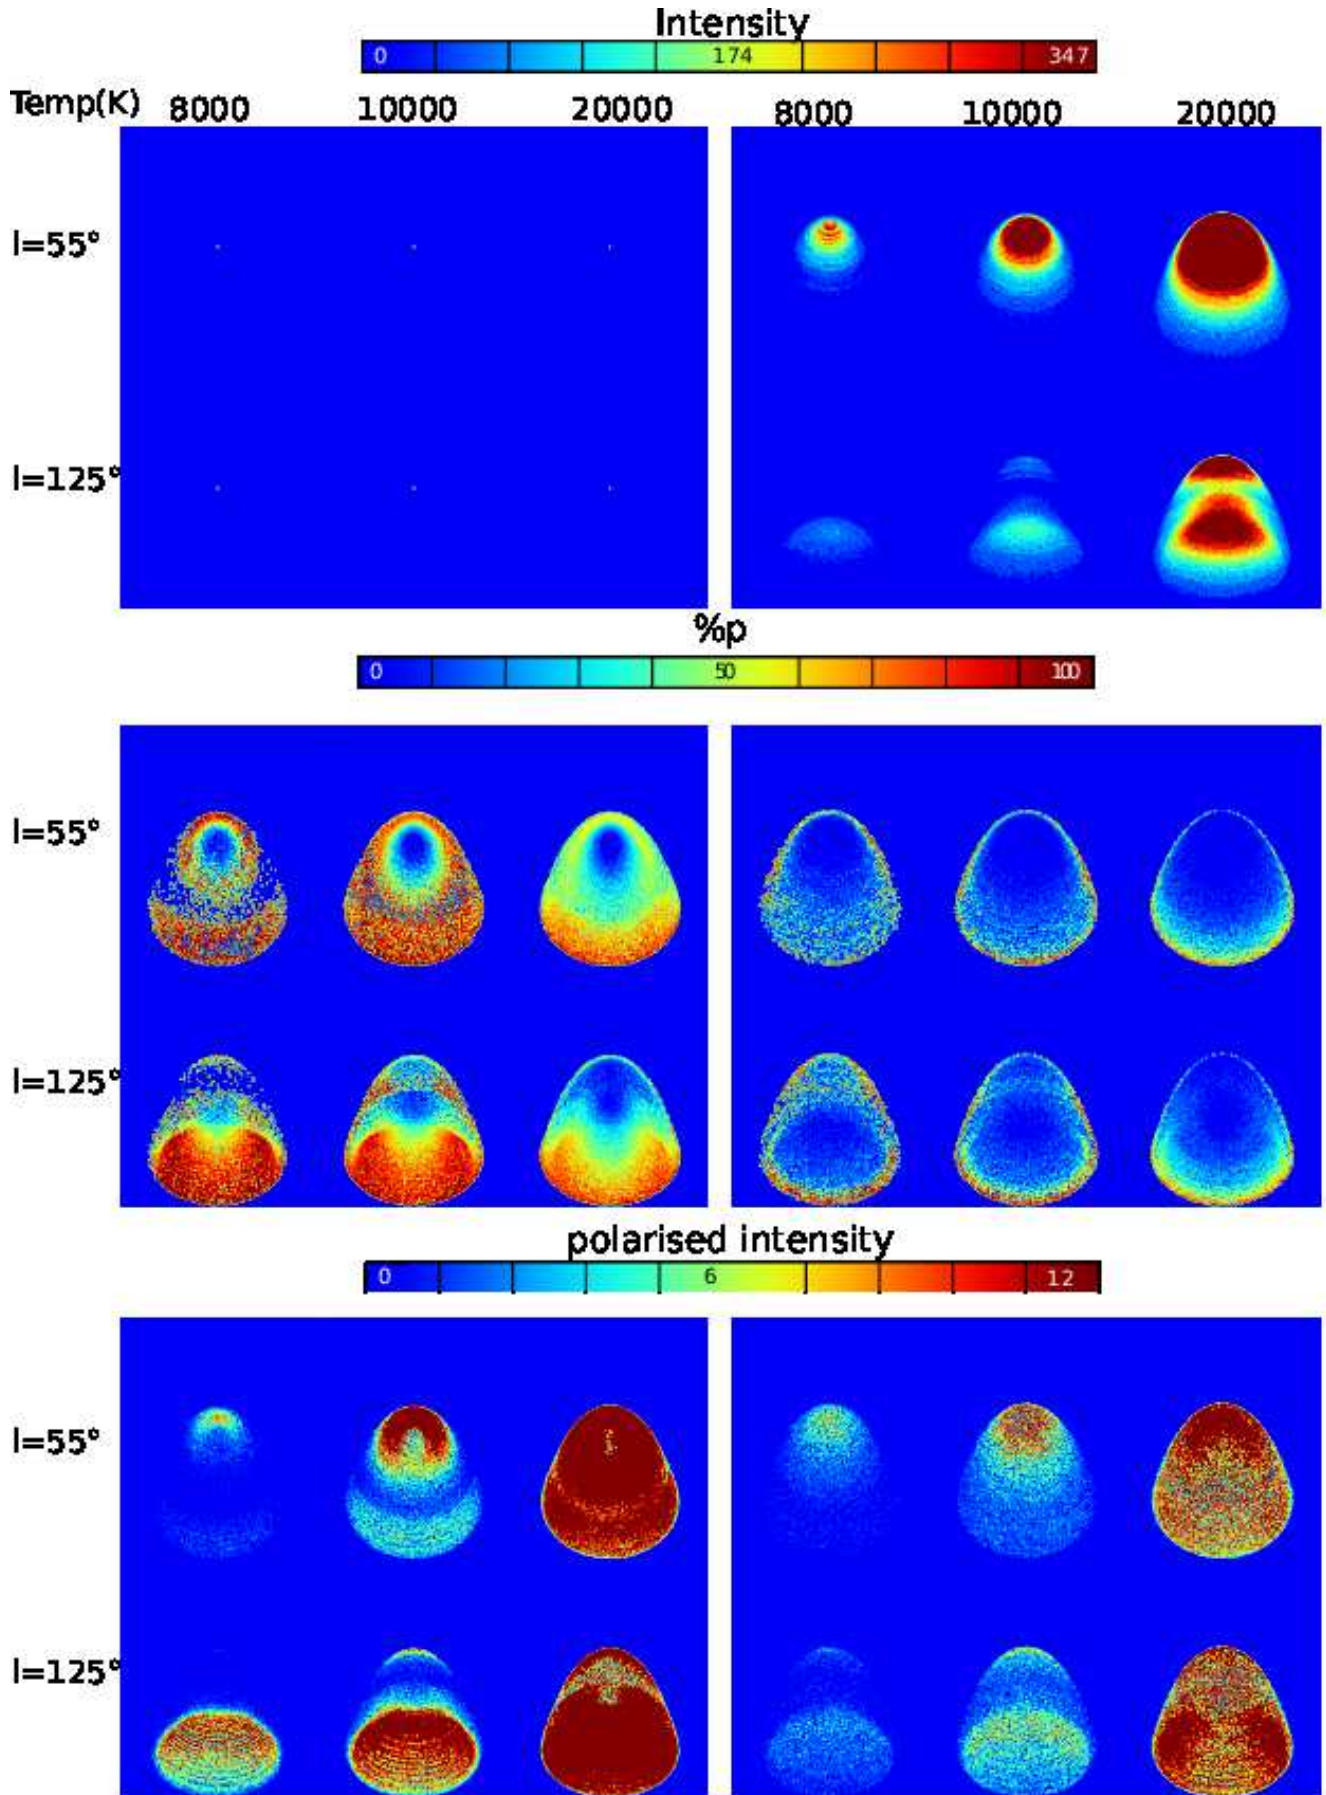 Intensity
0 174 347
Temp(K) 8000 10000 20000 8000 10000 20000
l=55°
l=125°
%p
0 50 100
l=55°
l=125°
polarised intensity
0 6 12
l=55°
l=125°